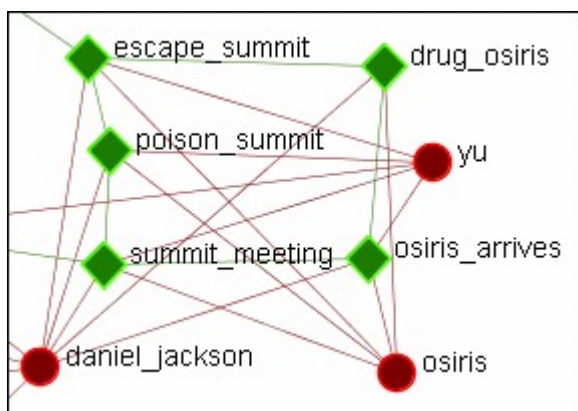 escape_summit
drug_osiris
poison_summit
yu
summit_meeting
osiris_arrives
daniel_jackson
osiris